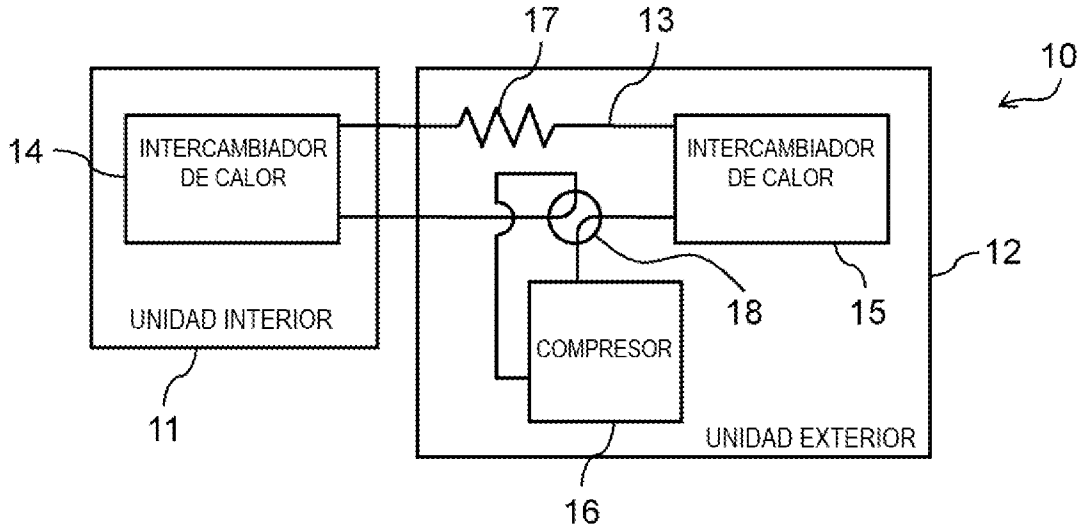 17
13
10
14
INTERCAMBIADOR
DE CALOR
INTERCAMBIADOR
DE CALOR
12
18
15
UNIDAD INTERIOR
COMPRESOR
11
UNIDAD EXTERIOR
16